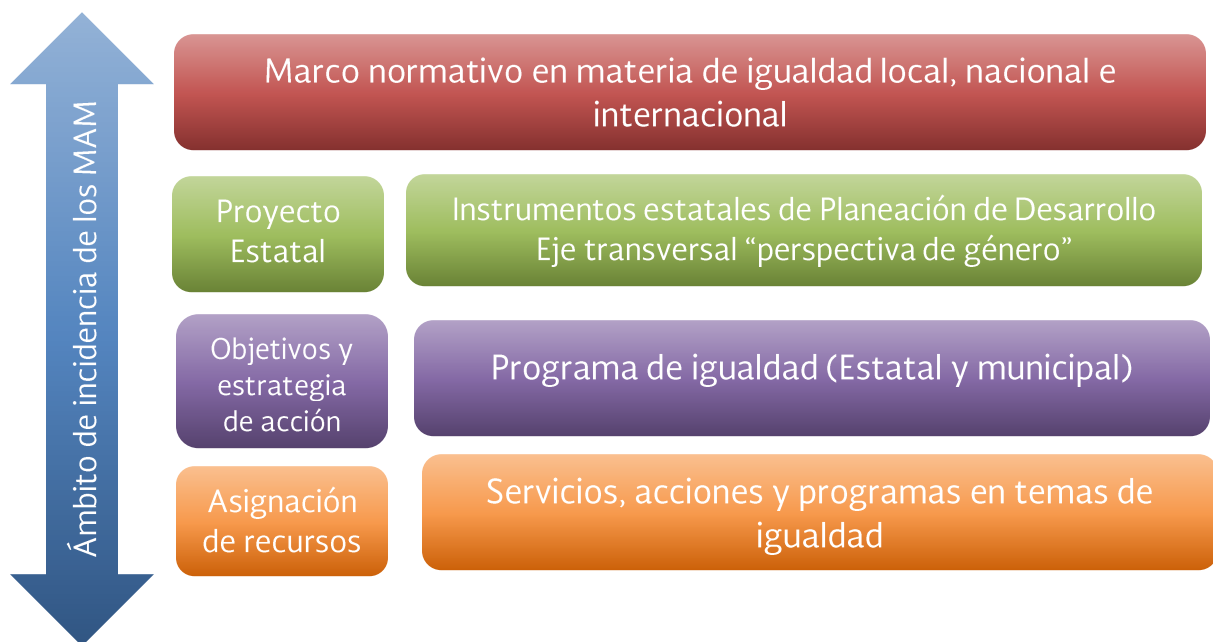 Ámbito de incidencia de los MAM
Marco normativo en materia de igualdad local, nacional e
internacional
Proyecto
Estatal
Instrumentos estatales de Planeación de Desarrollo
Eje transversal “perspectiva de género”
Objetivos y
estrategia
de acción
Programa de igualdad (Estatal y municipal)
Asignación
de recursos
Servicios, acciones y programas en temas de
igualdad